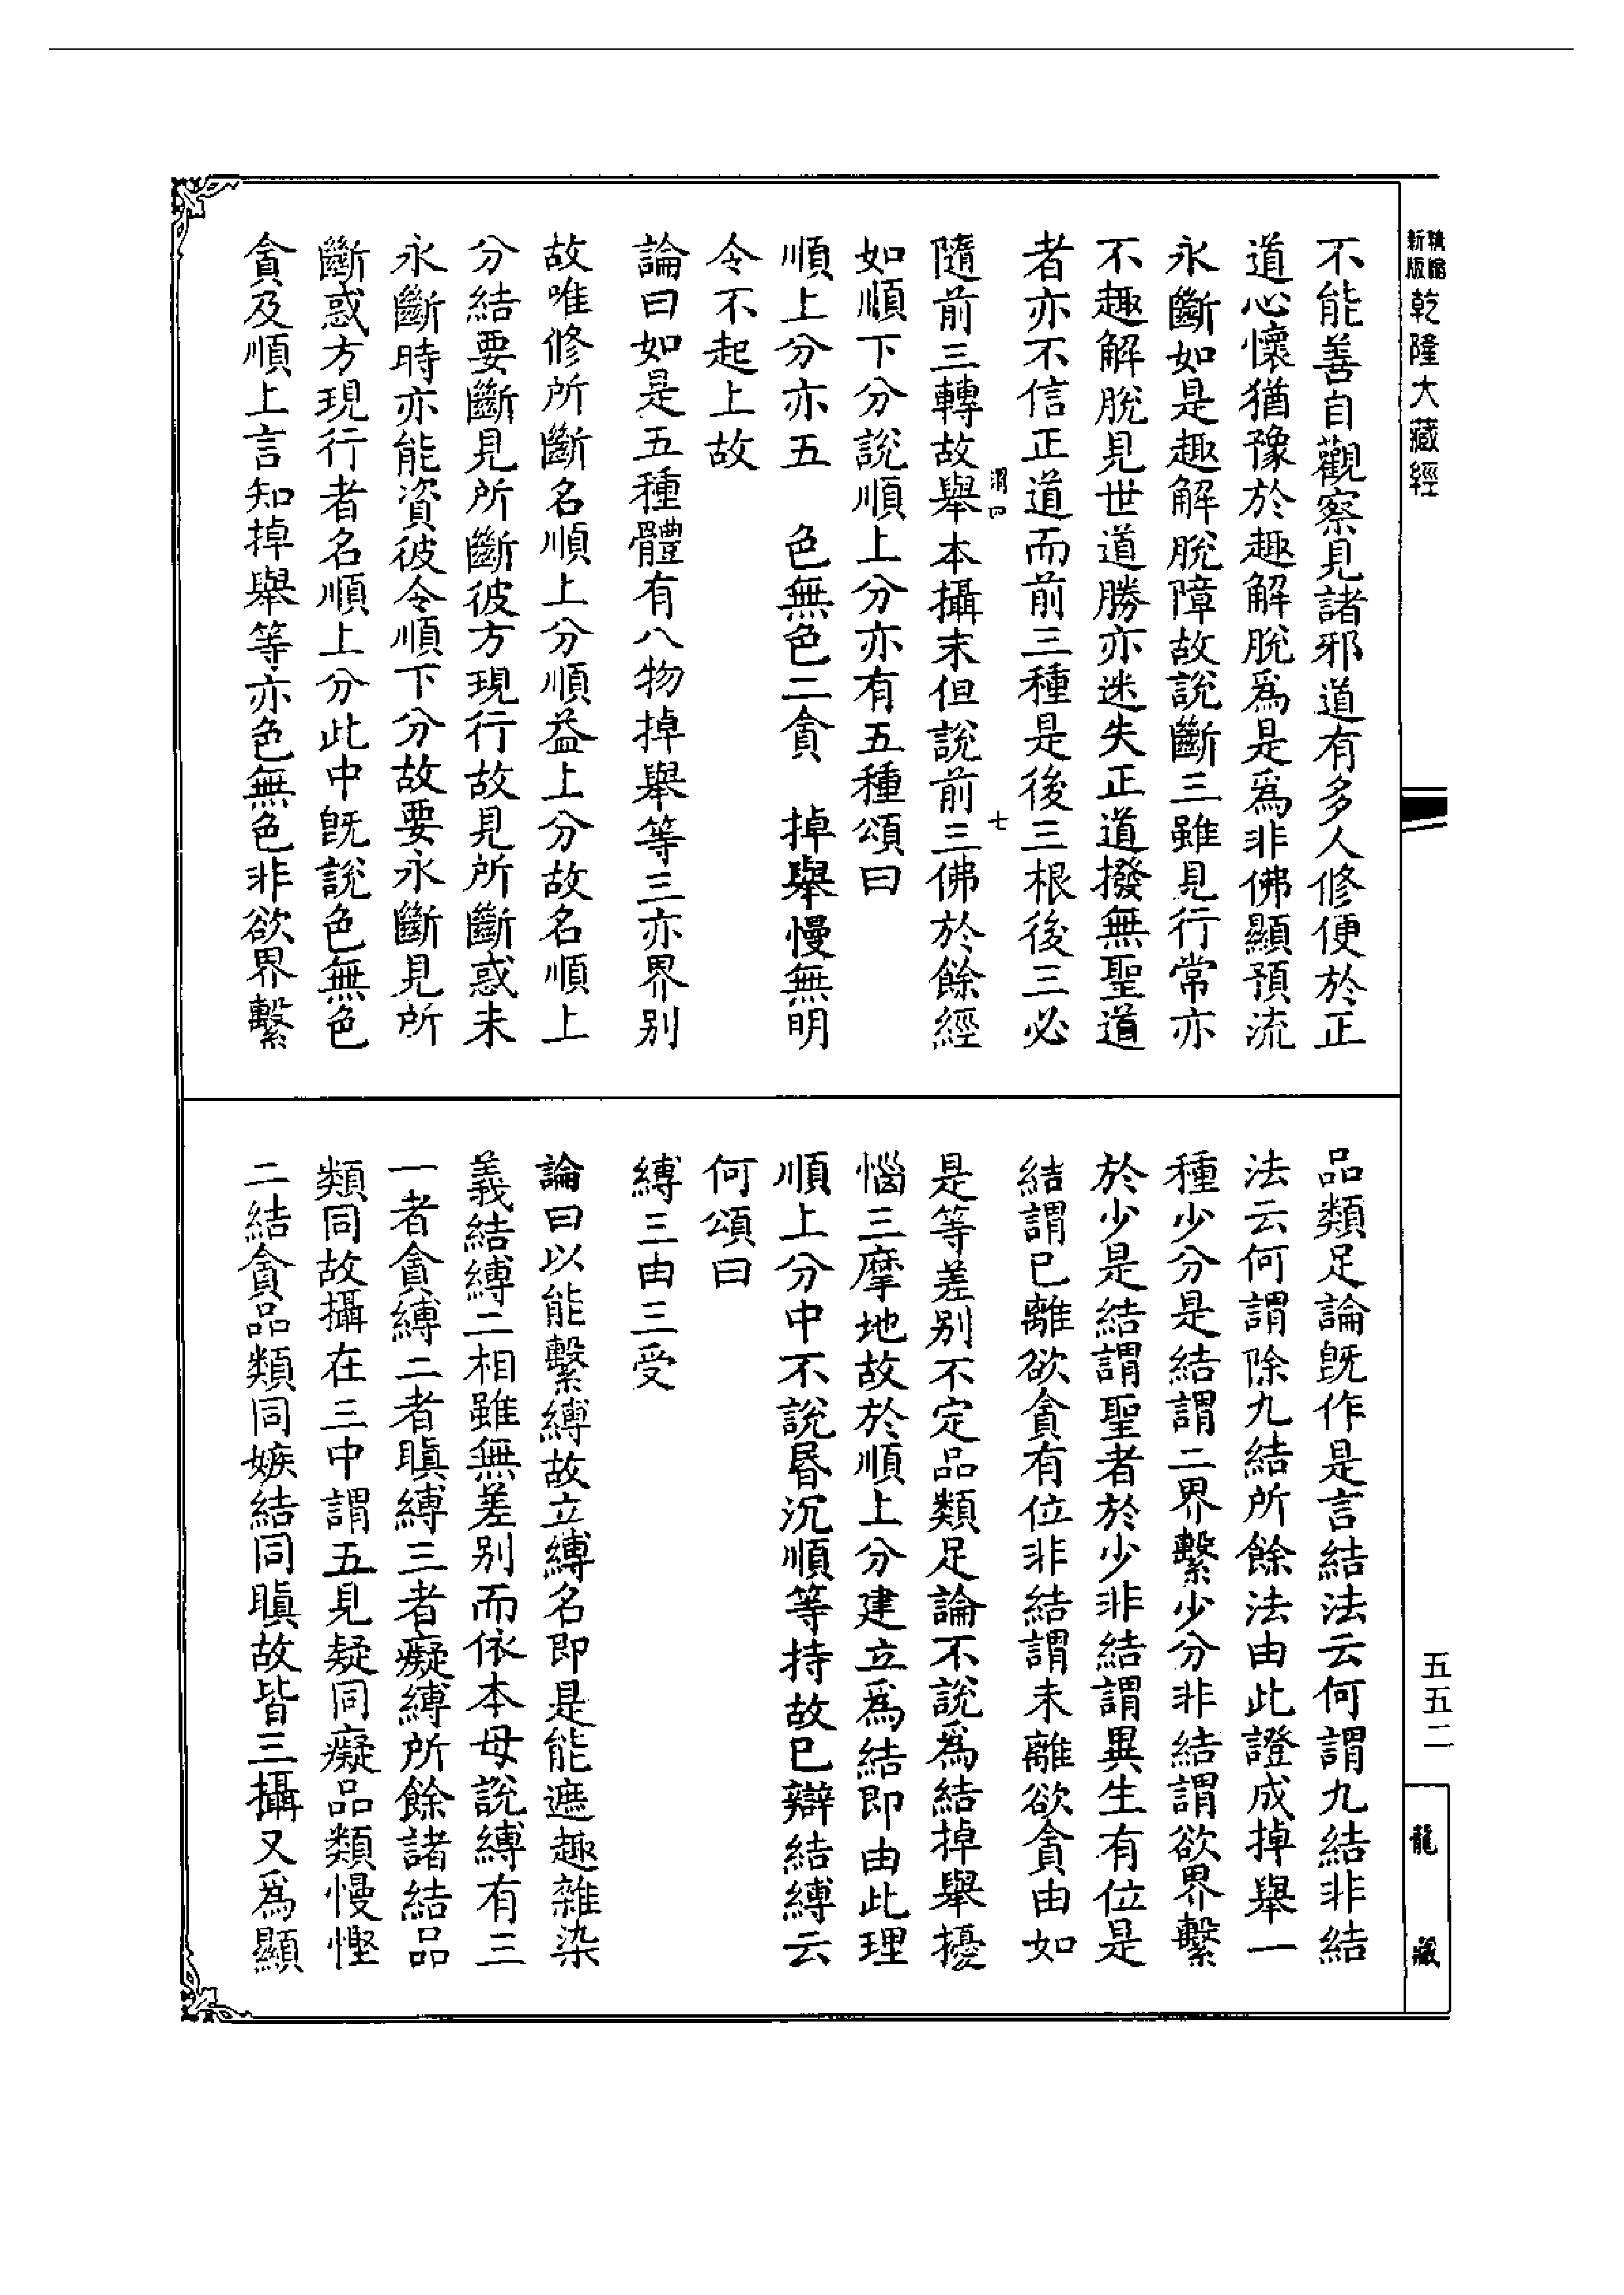 新版 乾隆大藏經
不能善自觀察見諸邪道有多人修便於正
道心懷猶豫於趣解脫爲是爲非佛顯預流
永斷如是趣解脫障故說斷三雖見行常亦
不趣解脫見世道勝亦迷失正道撥無聖道
者亦不信正道而前三種是後三根後三必
七
隨前三轉故舉本攝末但說前三佛於餘經
如順下分說順上分亦有五種頌曰
順上分亦五　色無色二貪　掉舉慢無明
令不起上故
論曰如是五種體有八物掉舉等三亦界別
故唯修所斷名順上分順益上分故名順上
分結要斷見所斷彼方現行故見所斷惑未
永斷時亦能資彼令順下分故要永斷見所
斷惑方現行者名順上分此中旣說色無色
貪及順上言知掉舉等亦色無色非欲界繫
品類足論旣作是言結法云何謂九結非結
法云何謂除九結所餘法由此證成掉舉一
種少分是結謂二界繫少分非結謂欲界繫
於少是結謂聖者於少非結謂異生有位是
結謂已離欲貪有位非結謂未離欲貪由如
是等差別不定品類足論不說爲結掉舉擾
惱三摩地故於順上分建立爲結即由此理
順上分中不說昬沉順等持故已辯結縛云
何頌曰
縛三由三受
論曰以能繫縛故立縛名即是能遮趣離染
義結縛二相雖無差別而依本母說縛有三
一者貪縛二者瞋縛三者癡縛所餘諸結品
類同故攝在三中謂五見疑同癡品類慢慳
二結貪品類同嫉結同瞋故皆三攝又爲顯
五五二
龍藏